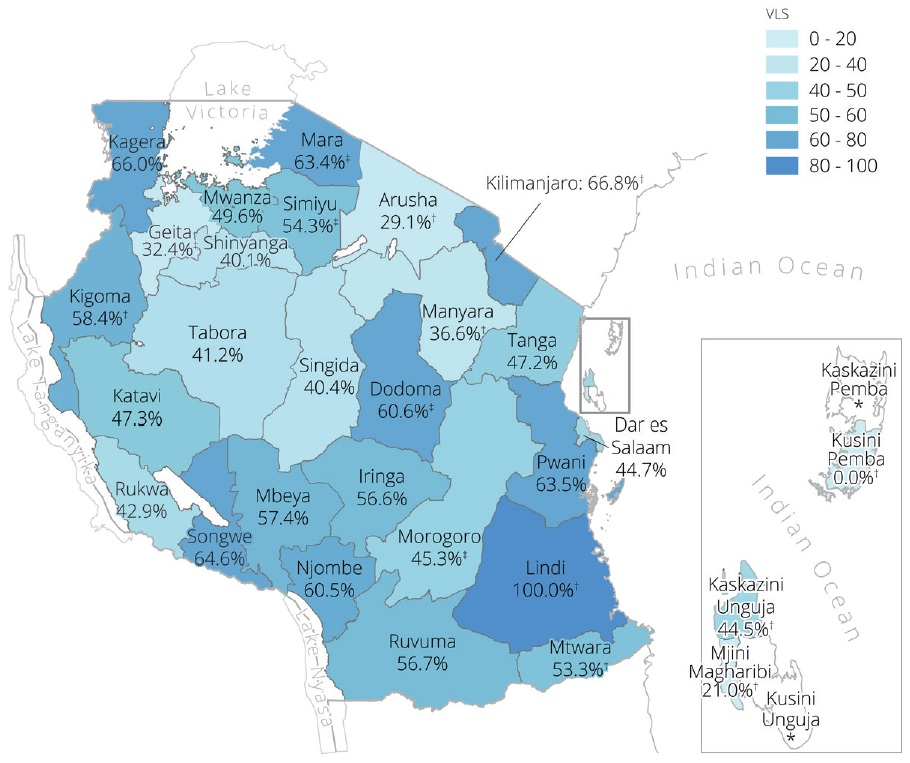 VLS
0 - 20
20 - 40
40 - 50
50 - 60
60 - 80
80 - 100
Lake
Victoria
Kagera
66.0%
Mara
63.4%‡
Kilimanjaro: 66.8%†
Mwanza
49.6%
Simiyu
54.3%‡
Arusha
29.1%†
Geita
32.4%‡
Shinyanga
40.1%
Indian Ocean
Kigoma
58.4%†
Tabora
41.2%
Singida
40.4%
Manyara
36.6%†
Tanga
47.2%
Dodoma
60.6%‡
Katavi
47.3%
Lake Tanganyika
Dar es
Salaam
44.7%
Pwani
63.5%
Iringa
56.6%
Mbeya
57.4%
Rukwa
42.9%
Songwe
64.6%
Morogoro
45.3%‡
Njombe
60.5%
Lindi
100.0%†
Ruvuma
56.7%
Mtwara
53.3%†
Lake Nyasa
Kaskazini
Pemba
*
Kusini
Pemba
0.0%†
Indian Ocean
Kaskazini
Unguja
44.5%†
Mjini
Magharibi
21.0%†
Kusini
Unguja
*